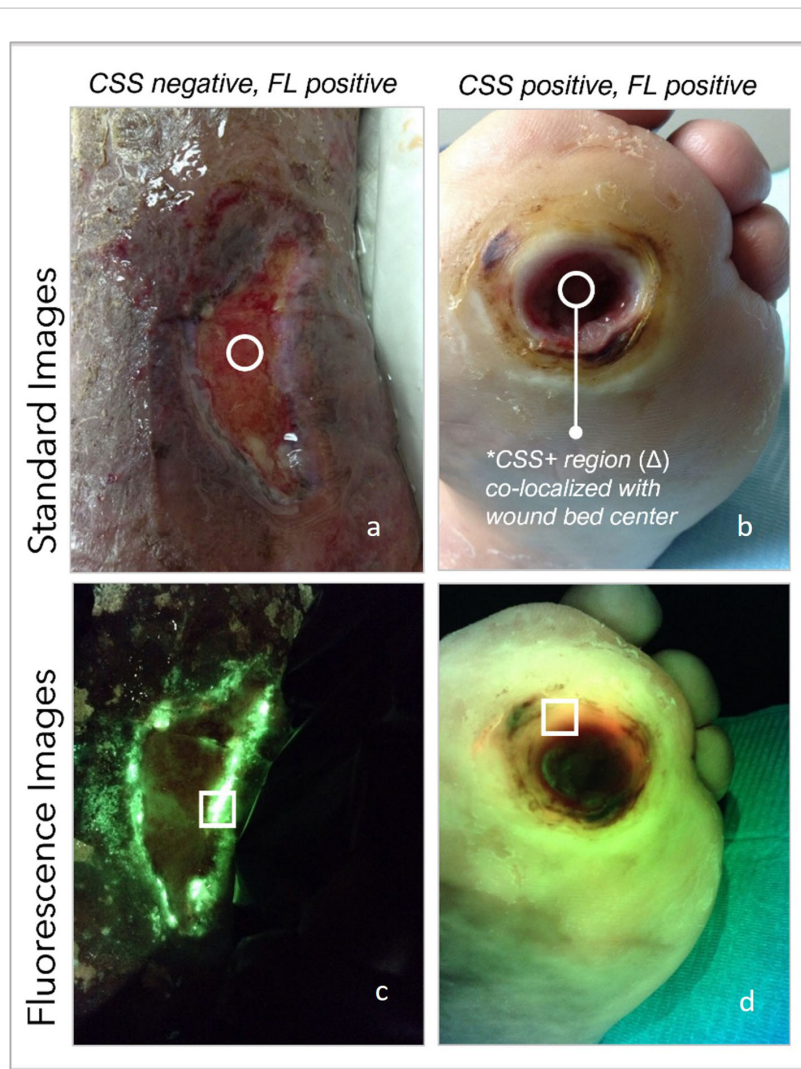 CSS negative, FL positive
CSS positive, FL positive
Standard Images
a
*CSS+ region (Δ)
co-localized with
wound bed center
b
Fluorescence Images
c
d